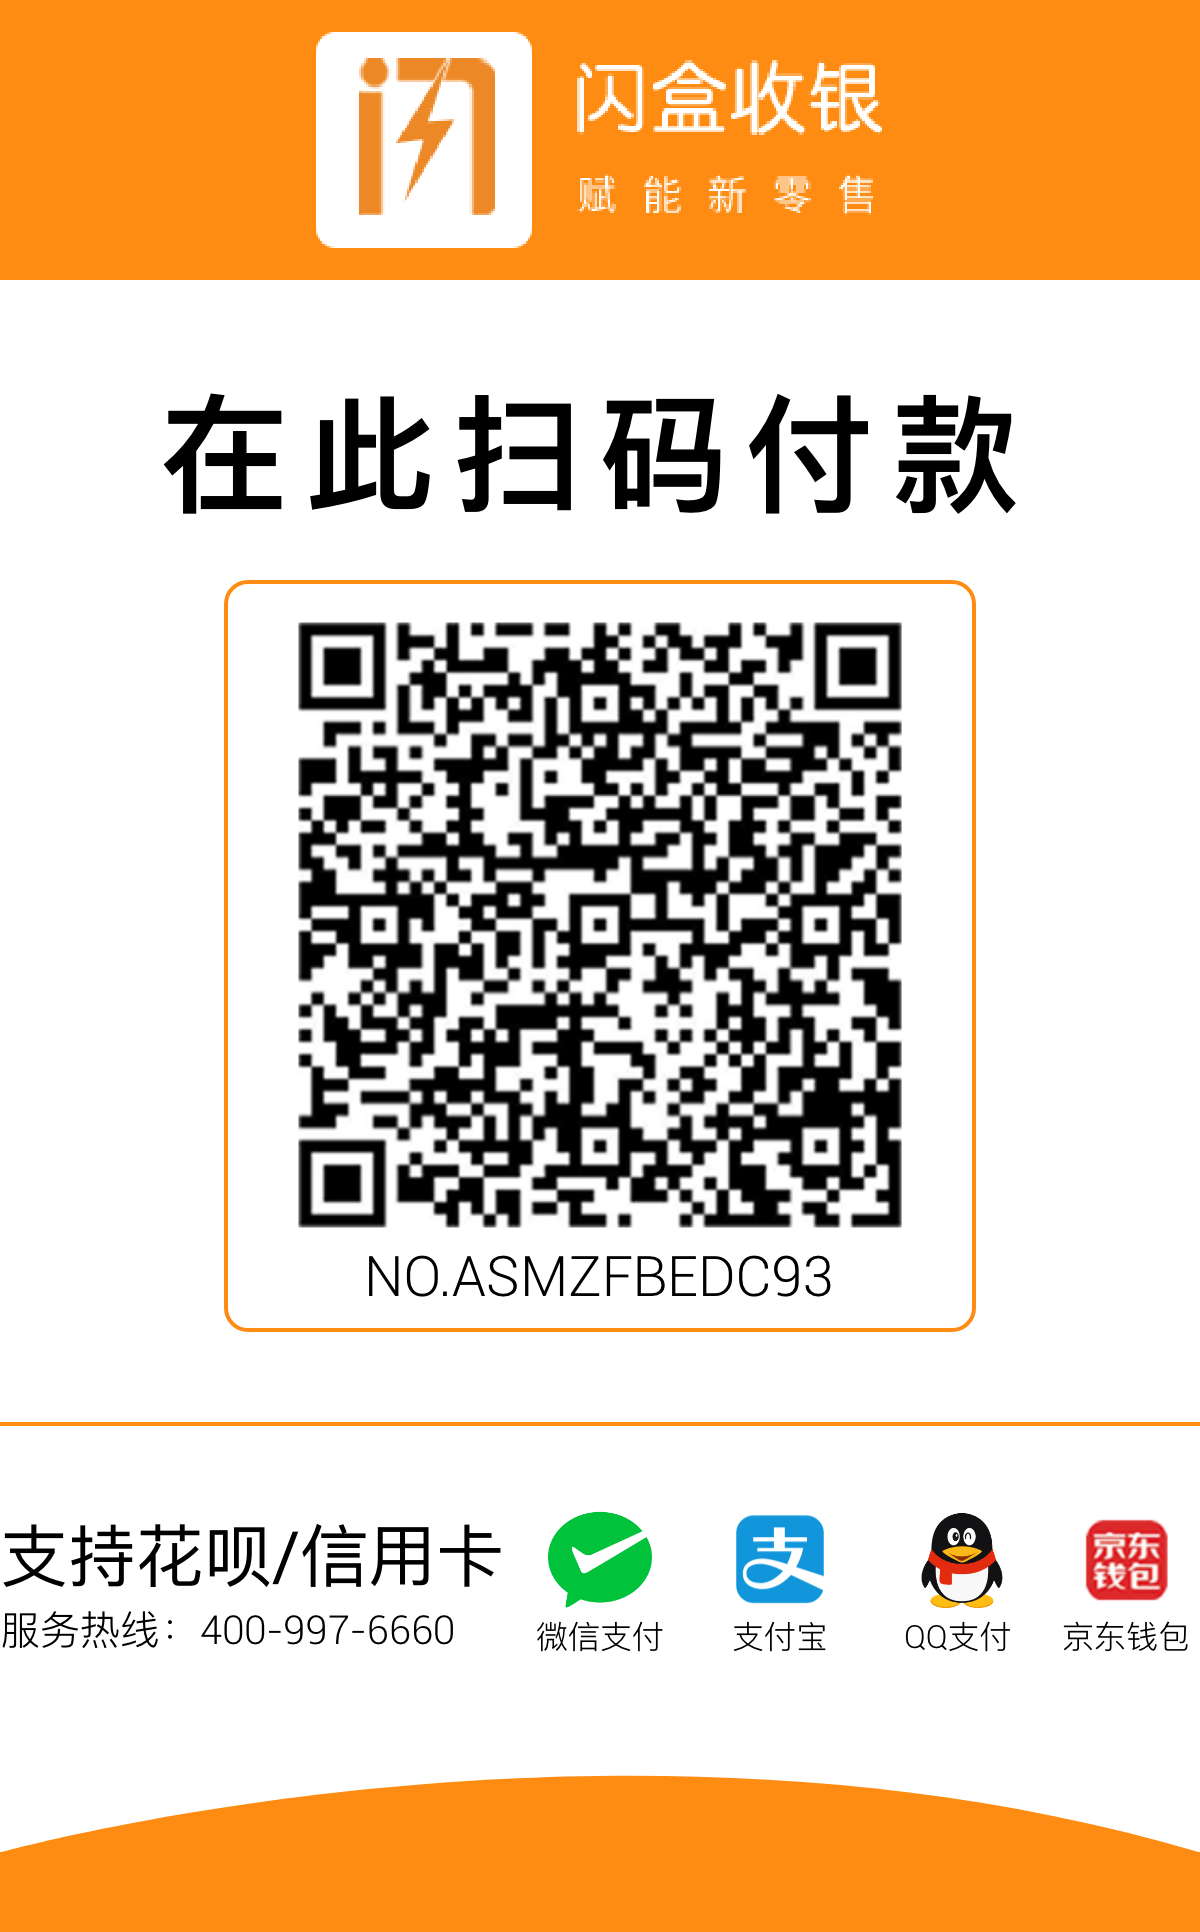 闪盒收银
赋能新零售
在此扫码付款
NO.ASMZFBEDC93
支持花呗/信用卡
服务热线：400-997-6660
支
京东
钱包
微信支付 支付宝 QQ支付 京东钱包